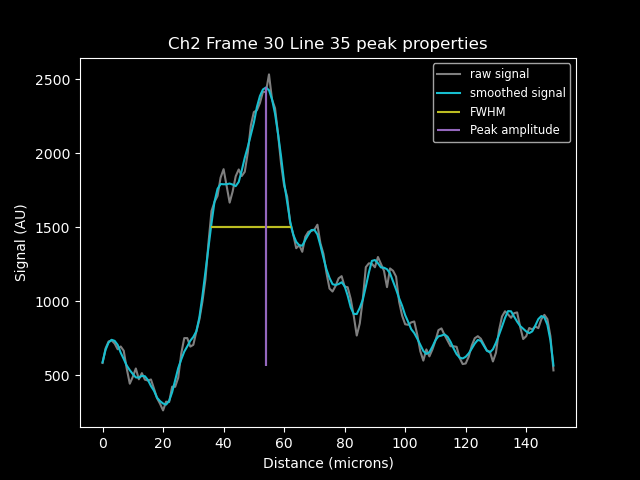 Ch2 Frame 30 Line 35 peak properties
raw signal
smoothed signal
FWHM
Peak amplitude
Signal (AU)
2500
2000
1500
1000
500
0 20 40 60 80 100 120 140
Distance (microns)